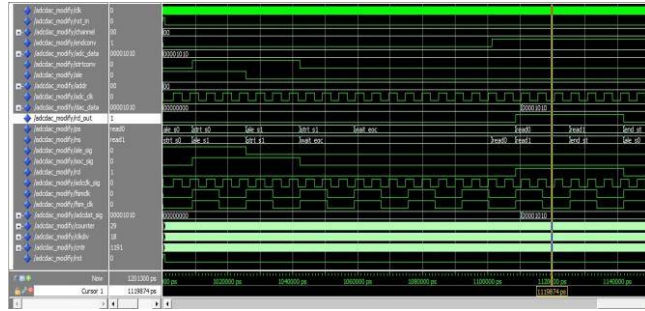 /adcdac_modify/clk 0
/adcdac_modify/rst_in 0
/adcdac_modify/channel 00 00
/adcdac_modify/endconv 0
/adcdac_modify/adc_data 00001010 00001010
/adcdac_modify/strtconv 0
/adcdac_modify/ale 0
/adcdac_modify/addr 00 00
/adcdac_modify/adc_clk 0
/adcdac_modify/dac_data 00001010 00000000 00001010
/adcdac_modify/rd_out 1
/adcdac_modify/ps read0 ale_s0 ale_s1 strt_s1 wait_eoc read0 read1 end_st
/adcdac_modify/ns read1 strt_s0 ale_s1 strt_s1 wait_eoc read0 read1 end_st ale_s0
/adcdac_modify/ale_sig 0
/adcdac_modify/soc_sig 0
/adcdac_modify/rd 1
/adcdac_modify/adclk_sig 0
/adcdac_modify/fsmclk 0
/adcdac_modify/fsm_clk 0
/adcdac_modify/adcdat_sig 00001010 00000000 00001010
/adcdac_modify/counter 29
/adcdac_modify/clkdiv 18
/adcdac_modify/cntr 1191
/adcdac_modify/rst 0
Now 1201300 ps 1020000 ps 1040000 ps 1060000 ps 1080000 ps 1100000 ps 1140000 ps
Cursor 1 1119874 ps 1119874 ps